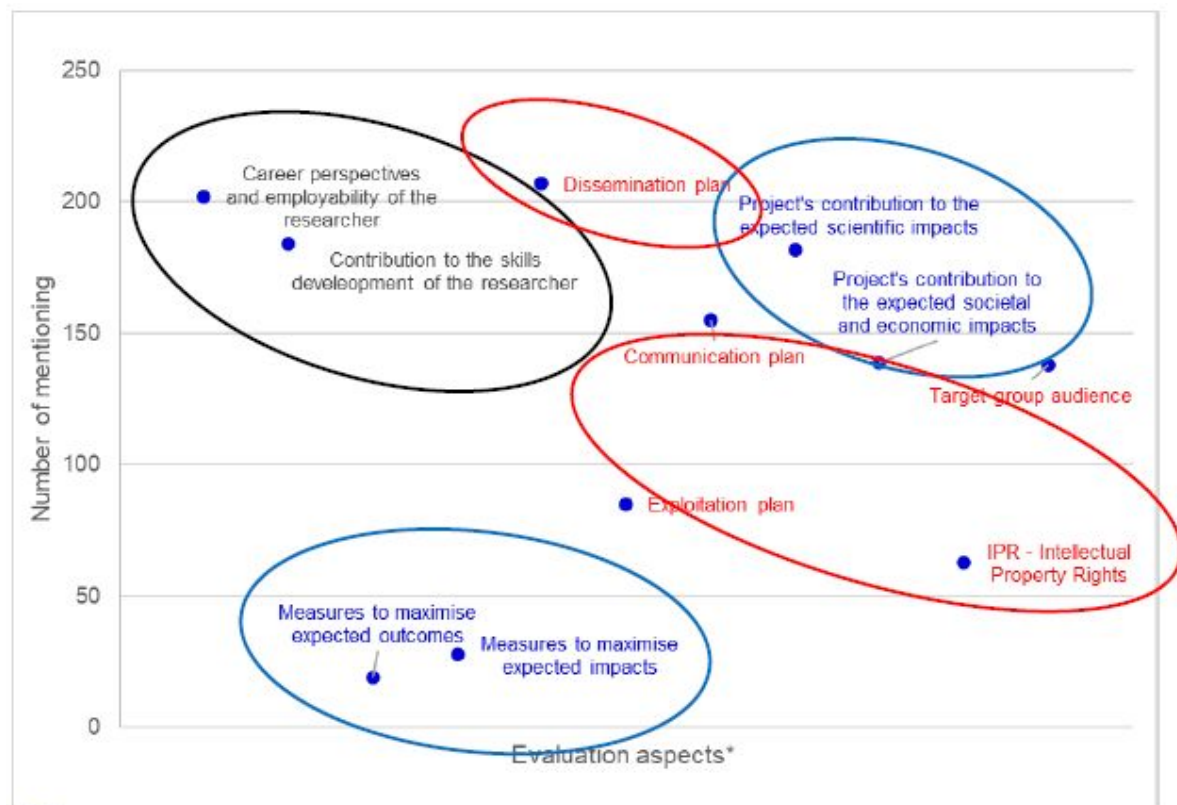 250
200
150
100
50
0
Number of mentioning
Career perspectives
and employability of the
researcher
Contribution to the skills
develeopment of the researcher
Dissemination plan
Project's contribution to the
expected scientific impacts
Project's contribution to
the expected societal
and economic impacts
Communication plan
Target group audience
Exploitation plan
IPR - Intellectual
Property Rights
Measures to maximise
expected outcomes
Measures to maximise
expected impacts
Evaluation aspects*